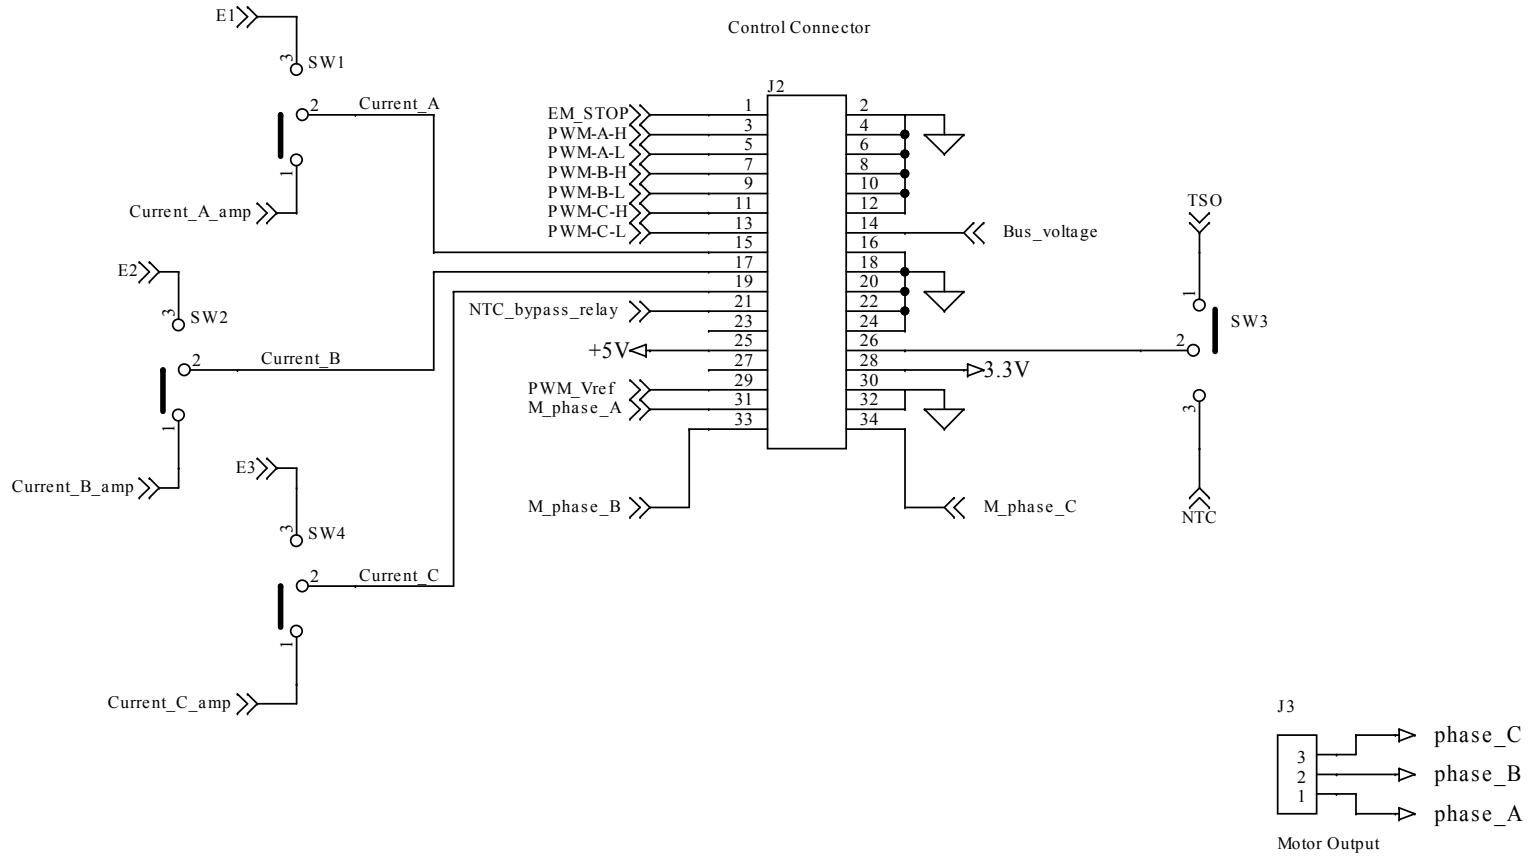 Control Connector
E1
3
SW1
2
Current_A
1
Current_A_amp
E2
3
SW2
2
Current_B
1
Current_B_amp
E3
3
SW4
2
Current_C
1
Current_C_amp
J2
EM_STOP 1 2
PWM-A-H 3 4
PWM-A-L 5 6
PWM-B-H 7 8
PWM-B-L 9 10
PWM-C-H 11 12
PWM-C-L 13 14 Bus_voltage
15 16
17 18
19 20
NTC_bypass_relay 21 22
23 24
+5V 25 26
27 28 3.3V
PWM_Vref 29 30
M_phase_A 31 32
33 34
M_phase_B
M_phase_C
TSO
1
SW3
2
3
NTC
J3
3 phase_C
2 phase_B
1 phase_A
Motor Output